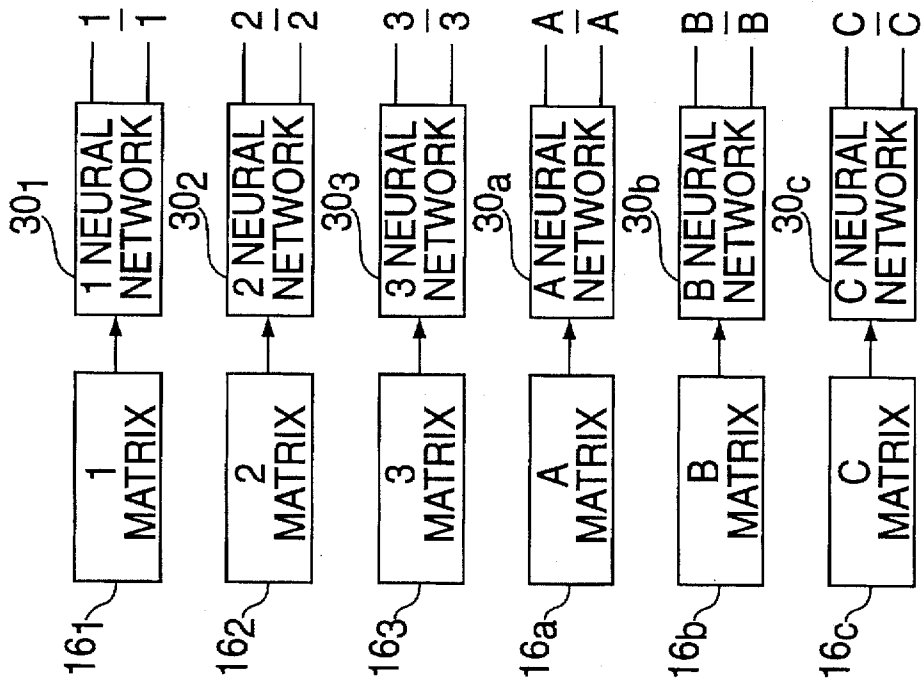 161
1
MATRIX
301
1 NEURAL
NETWORK
1
1̅
162
2
MATRIX
302
2 NEURAL
NETWORK
2
2̅
163
3
MATRIX
303
3 NEURAL
NETWORK
3
3̅
16a
A
MATRIX
30a
A NEURAL
NETWORK
A
A̅
16b
B
MATRIX
30b
B NEURAL
NETWORK
B
B̅
16c
C
MATRIX
30c
C NEURAL
NETWORK
C
C̅